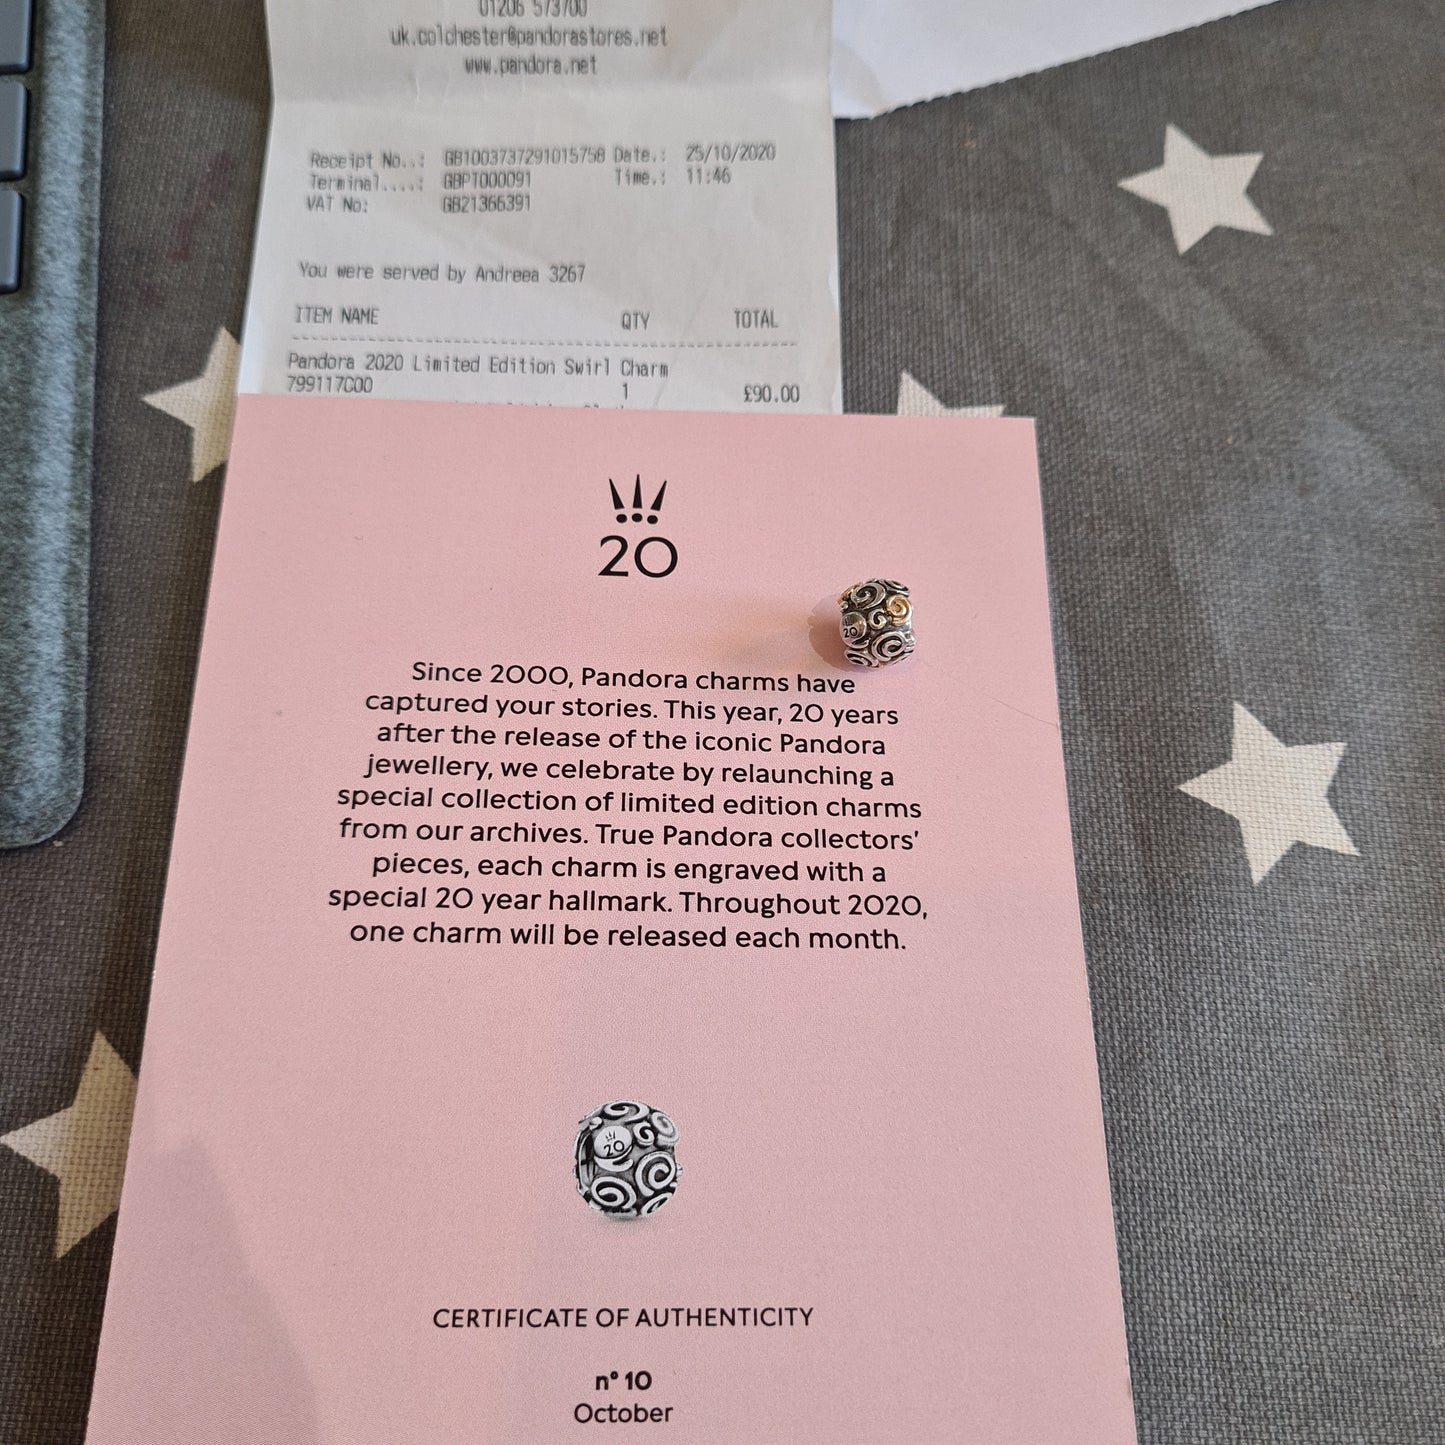 01206 573700
uk.colchester@pandorastores.net
www.pandora.net
Receipt No..: GB1003737291015758 Date.: 25/10/2020
Terminal....: GBPT000091 Time.: 11:46
VAT No: GB21366391
You were served by Andreea 3267
ITEM NAME QTY TOTAL
Pandora 2020 Limited Edition Swirl Charm
799117C00 1 £90.00
20
20
Since 2000, Pandora charms have
captured your stories. This year, 20 years
after the release of the iconic Pandora
jewellery, we celebrate by relaunching a
special collection of limited edition charms
from our archives. True Pandora collectors'
pieces, each charm is engraved with a
special 20 year hallmark. Throughout 2020,
one charm will be released each month.
20
CERTIFICATE OF AUTHENTICITY
nº 10
October